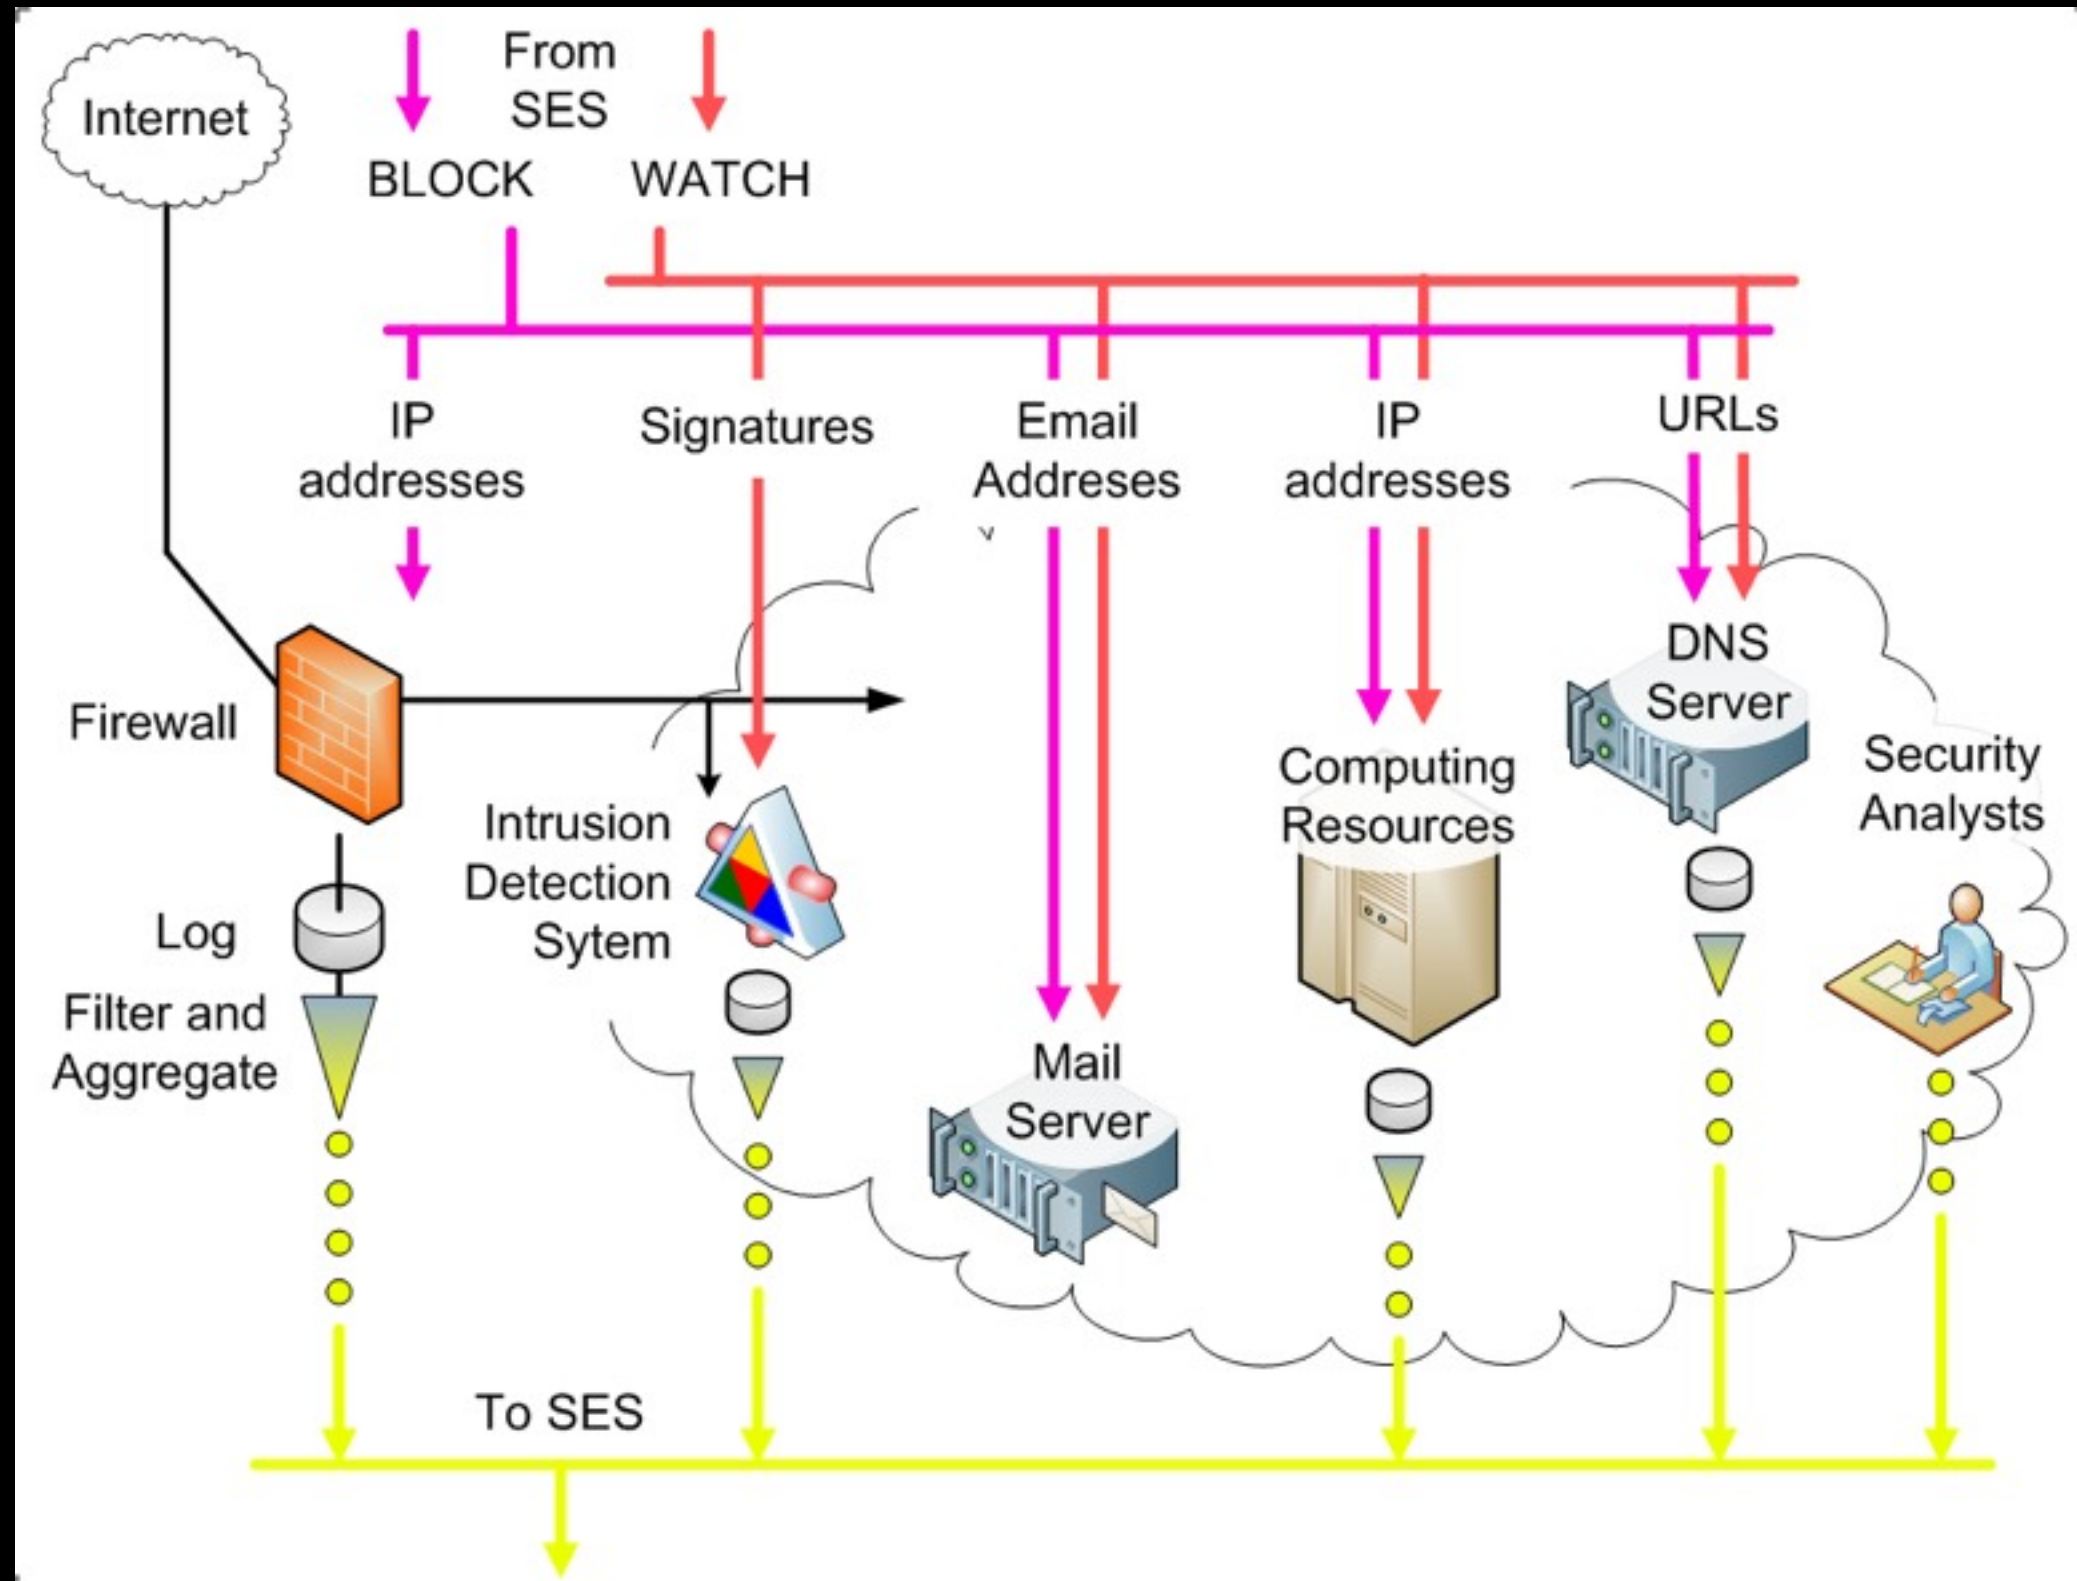 Internet
From
SES
BLOCK
WATCH
IP
addresses
Signatures
Email
Addreses
IP
addresses
URLs
DNS
Server
Firewall
Computing
Resources
Security
Analysts
Intrusion
Detection
Sytem
Log
Filter and
Aggregate
Mail
Server
To SES